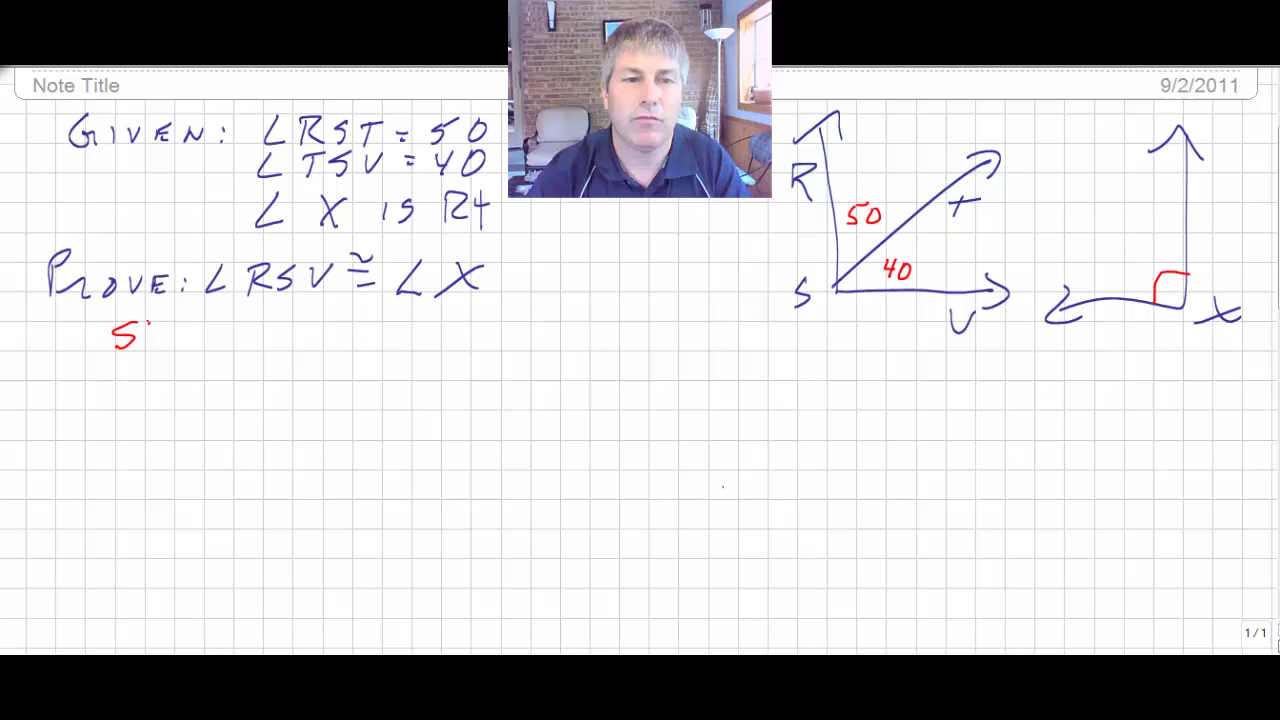 Note Title
9/2/2011
GIVEN: ∠ RST = 50
∠ TSV = 40
∠ X is Rt
PROVE: ∠ RSV ≅ ∠ X
S
R
50
T
40
S
V
X
1 / 1